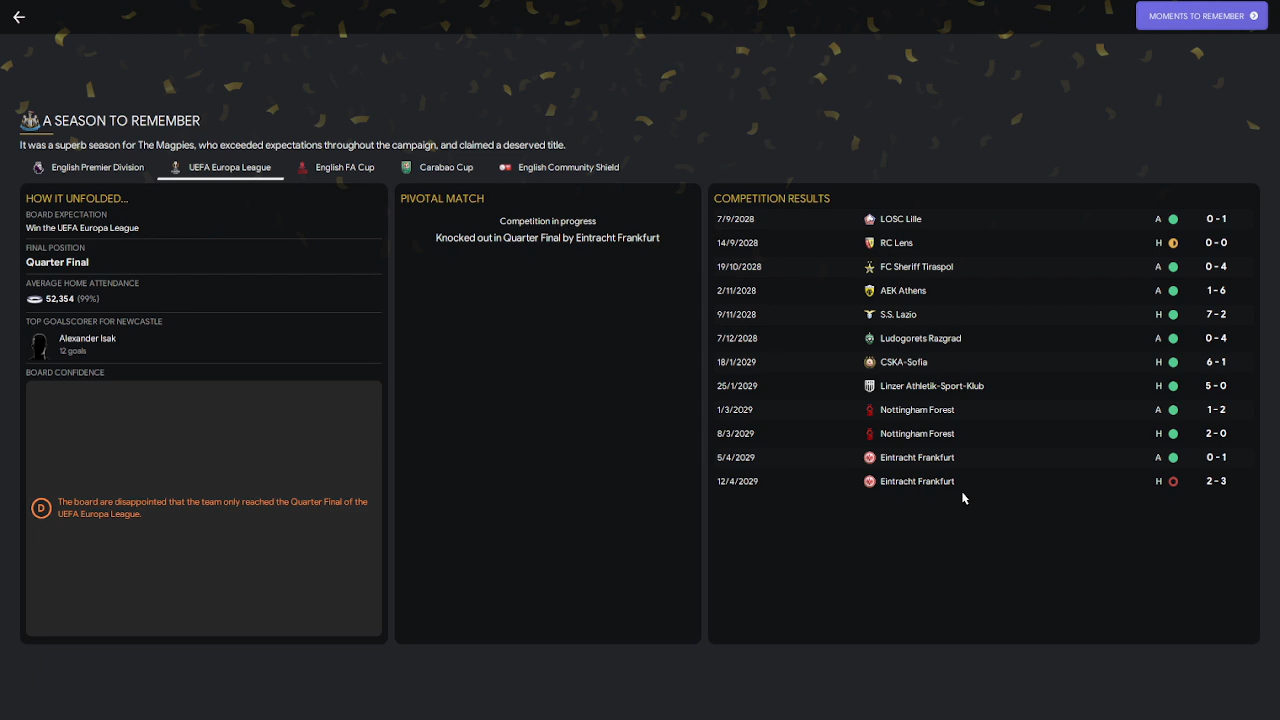 MOMENTS TO REMEMBER
A SEASON TO REMEMBER
It was a superb season for The Magpies, who exceeded expectations throughout the campaign, and claimed a deserved title.
English Premier Division UEFA Europa League English FA Cup Carabao Cup English Community Shield
HOW IT UNFOLDED...
BOARD EXPECTATION
Win the UEFA Europa League
FINAL POSITION
Quarter Final
AVERAGE HOME ATTENDANCE
52,354 (99%)
TOP GOALSCORER FOR NEWCASTLE
Alexander Isak
12 goals
BOARD CONFIDENCE
D The board are disappointed that the team only reached the Quarter Final of the
UEFA Europa League.
PIVOTAL MATCH
Competition in progress
Knocked out in Quarter Final by Eintracht Frankfurt
COMPETITION RESULTS
7/9/2028 LOSC Lille A 0 - 1
14/9/2028 RC Lens H 0 - 0
19/10/2028 FC Sheriff Tiraspol A 0 - 4
2/11/2028 AEK Athens A 1 - 6
9/11/2028 S.S. Lazio H 7 - 2
7/12/2028 Ludogorets Razgrad A 0 - 4
18/1/2029 CSKA-Sofia H 6 - 1
25/1/2029 Linzer Athletik-Sport-Klub H 5 - 0
1/3/2029 Nottingham Forest A 1 - 2
8/3/2029 Nottingham Forest H 2 - 0
5/4/2029 Eintracht Frankfurt A 0 - 1
12/4/2029 Eintracht Frankfurt H 2 - 3